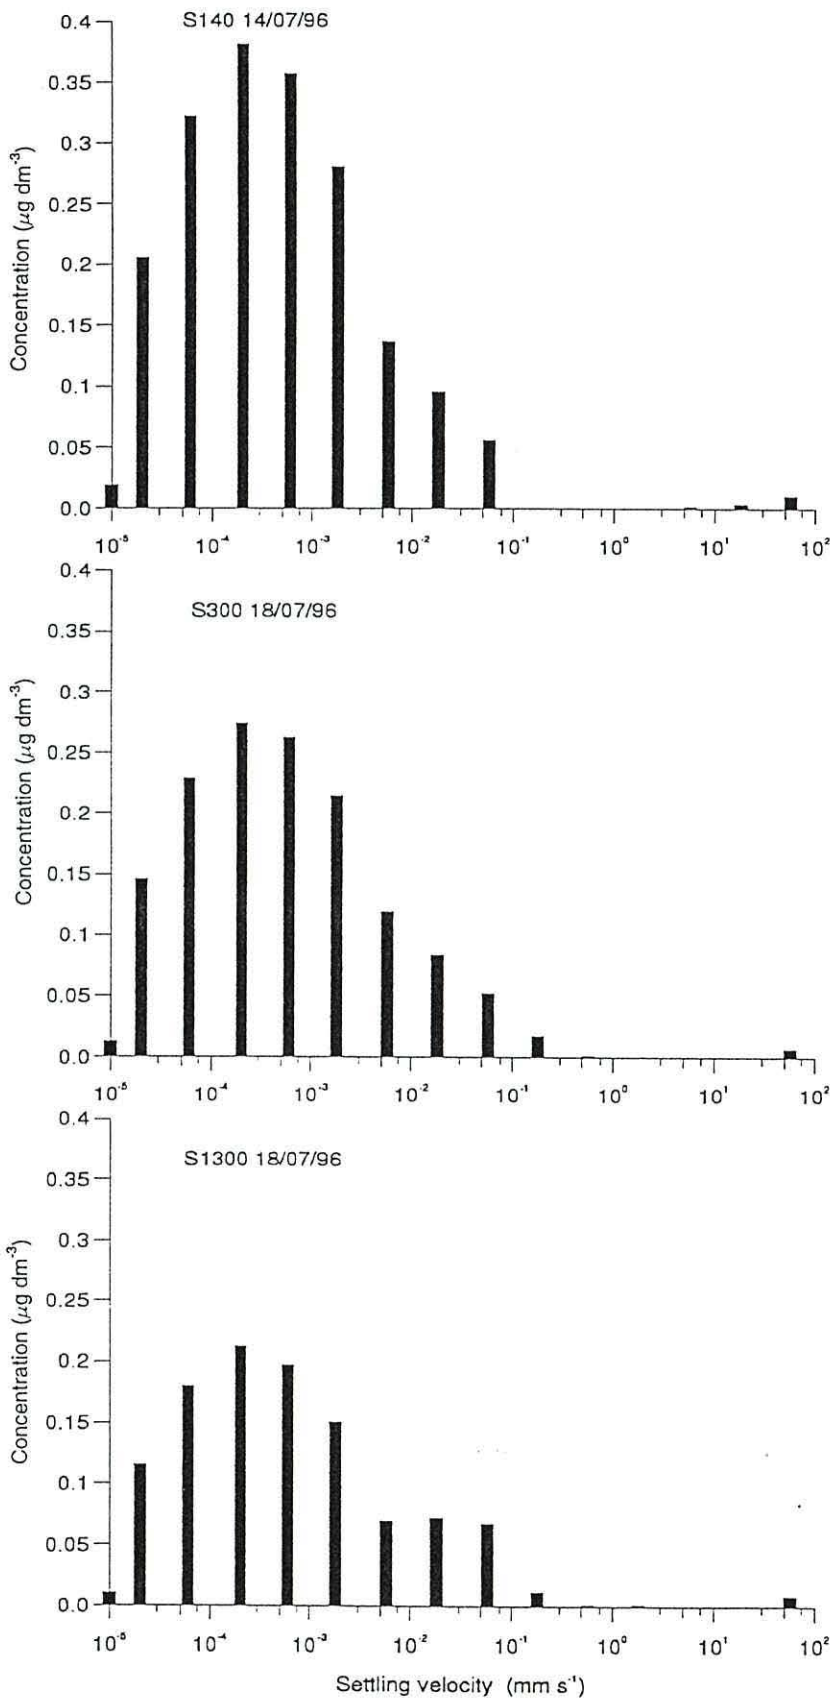 S140 14/07/96
Concentration (µg dm⁻³)
0.4
0.35
0.3
0.25
0.2
0.15
0.1
0.05
0.0
10⁻⁵ 10⁻⁴ 10⁻³ 10⁻² 10⁻¹ 10⁰ 10¹ 10²
S300 18/07/96
Concentration (µg dm⁻³)
0.4
0.35
0.3
0.25
0.2
0.15
0.1
0.05
0.0
10⁻⁵ 10⁻⁴ 10⁻³ 10⁻² 10⁻¹ 10⁰ 10¹ 10²
S1300 18/07/96
Concentration (µg dm⁻³)
0.4
0.35
0.3
0.25
0.2
0.15
0.1
0.05
0.0
10⁻⁵ 10⁻⁴ 10⁻³ 10⁻² 10⁻¹ 10⁰ 10¹ 10²
Settling velocity (mm s⁻¹)